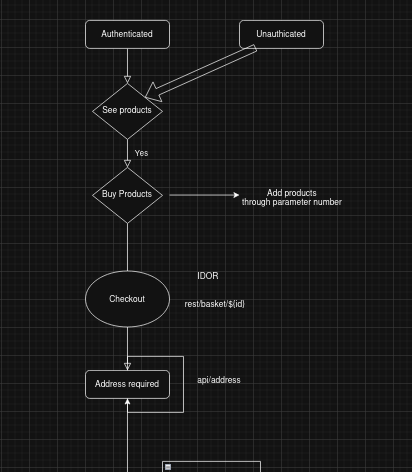 Authenticated
Unauthicated
See products
Yes
Buy Products
Add products
through parameter number
IDOR
Checkout
rest/basket/${id}
Address required
api/address